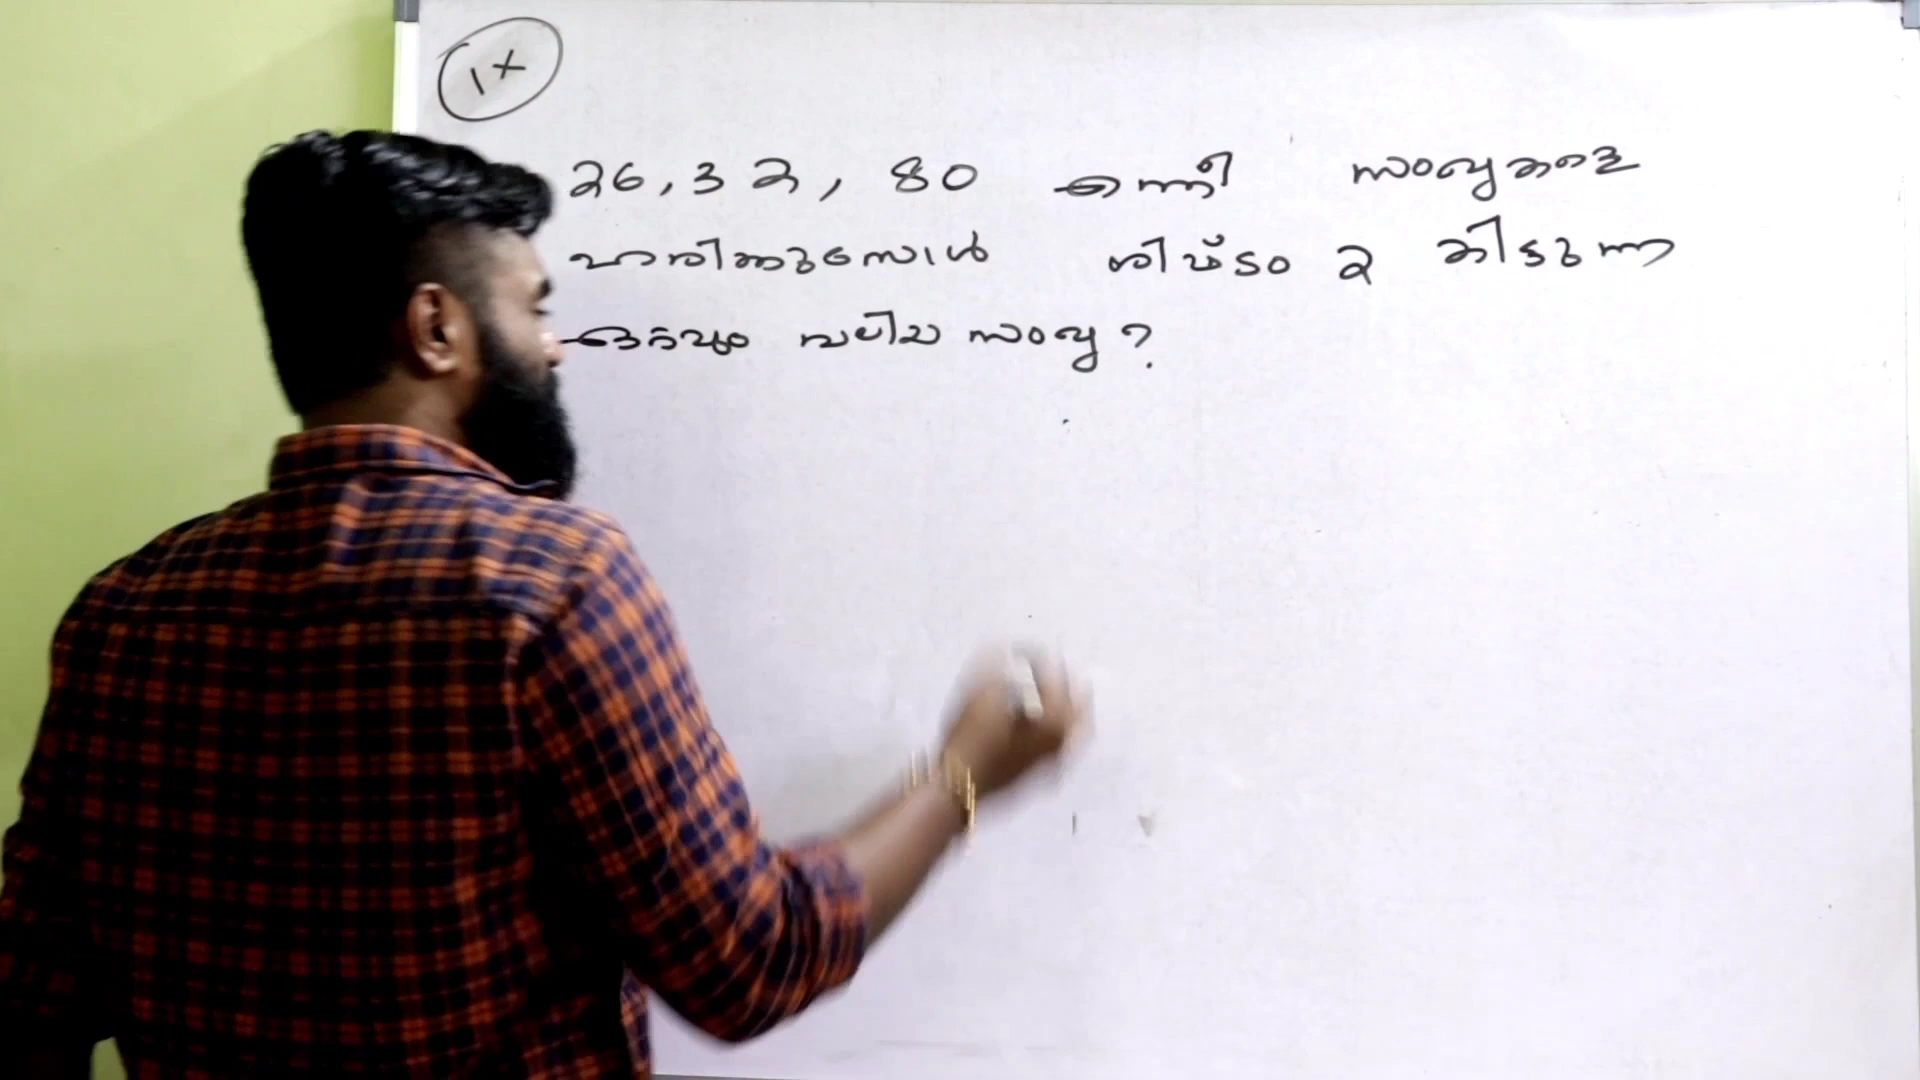 1x
26, 32, 80 എന്നീ സംഖ്യകളെ
ഹരിക്കുമ്പോൾ ശിഷ്ടം 2 കിട്ടുന്ന
ഏറ്റവും വലിയ സംഖ്യ ?